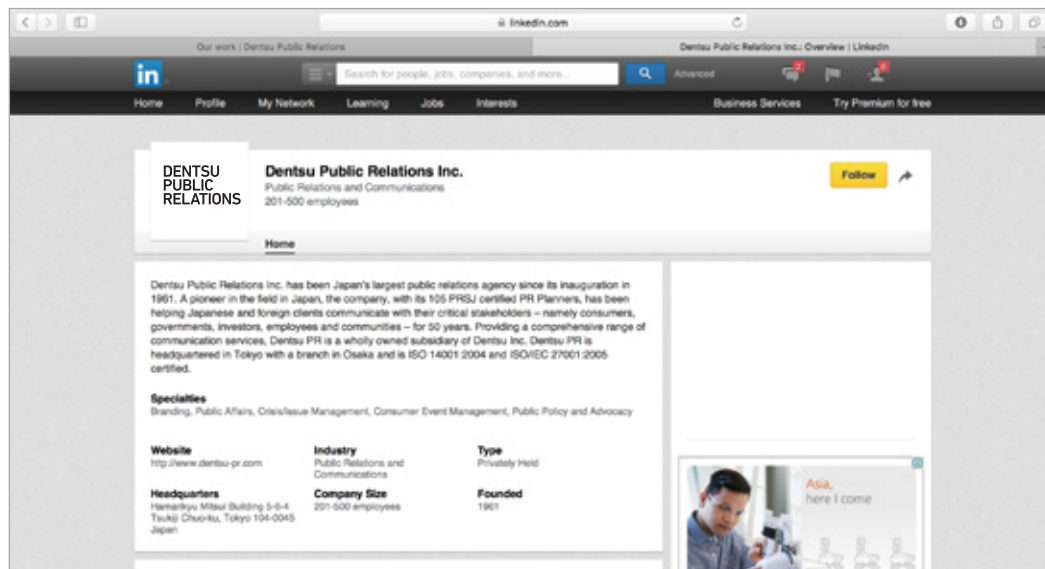 linkedin.com
Our work | Dentsu Public Relations
Dentsu Public Relations Inc.: Overview | LinkedIn
in
Search for people, jobs, companies, and more...
Advanced
2
Home Profile My Network Learning Jobs Interests Business Services Try Premium for free
DENTSU
PUBLIC
RELATIONS
Dentsu Public Relations Inc.
Public Relations and Communications
201-500 employees
Follow
Home
Dentsu Public Relations Inc. has been Japan's largest public relations agency since its inauguration in
1961. A pioneer in the field in Japan, the company, with its 105 PRSJ certified PR Planners, has been
helping Japanese and foreign clients communicate with their critical stakeholders – namely consumers,
governments, investors, employees and communities – for 50 years. Providing a comprehensive range of
communication services, Dentsu PR is a wholly owned subsidiary of Dentsu Inc. Dentsu PR is
headquartered in Tokyo with a branch in Osaka and is ISO 14001:2004 and ISO/IEC 27001:2005
certified.
Specialties
Branding, Public Affairs, Crisis/Issue Management, Consumer Event Management, Public Policy and Advocacy
Website
http://www.dentsu-pr.com
Industry
Public Relations and
Communications
Type
Privately Held
Headquarters
Hamarikyu Mitsui Building 5-6-4
Tsukiji Chuo-ku, Tokyo 104-0045
Japan
Company Size
201-500 employees
Founded
1961
Asia,
here I come